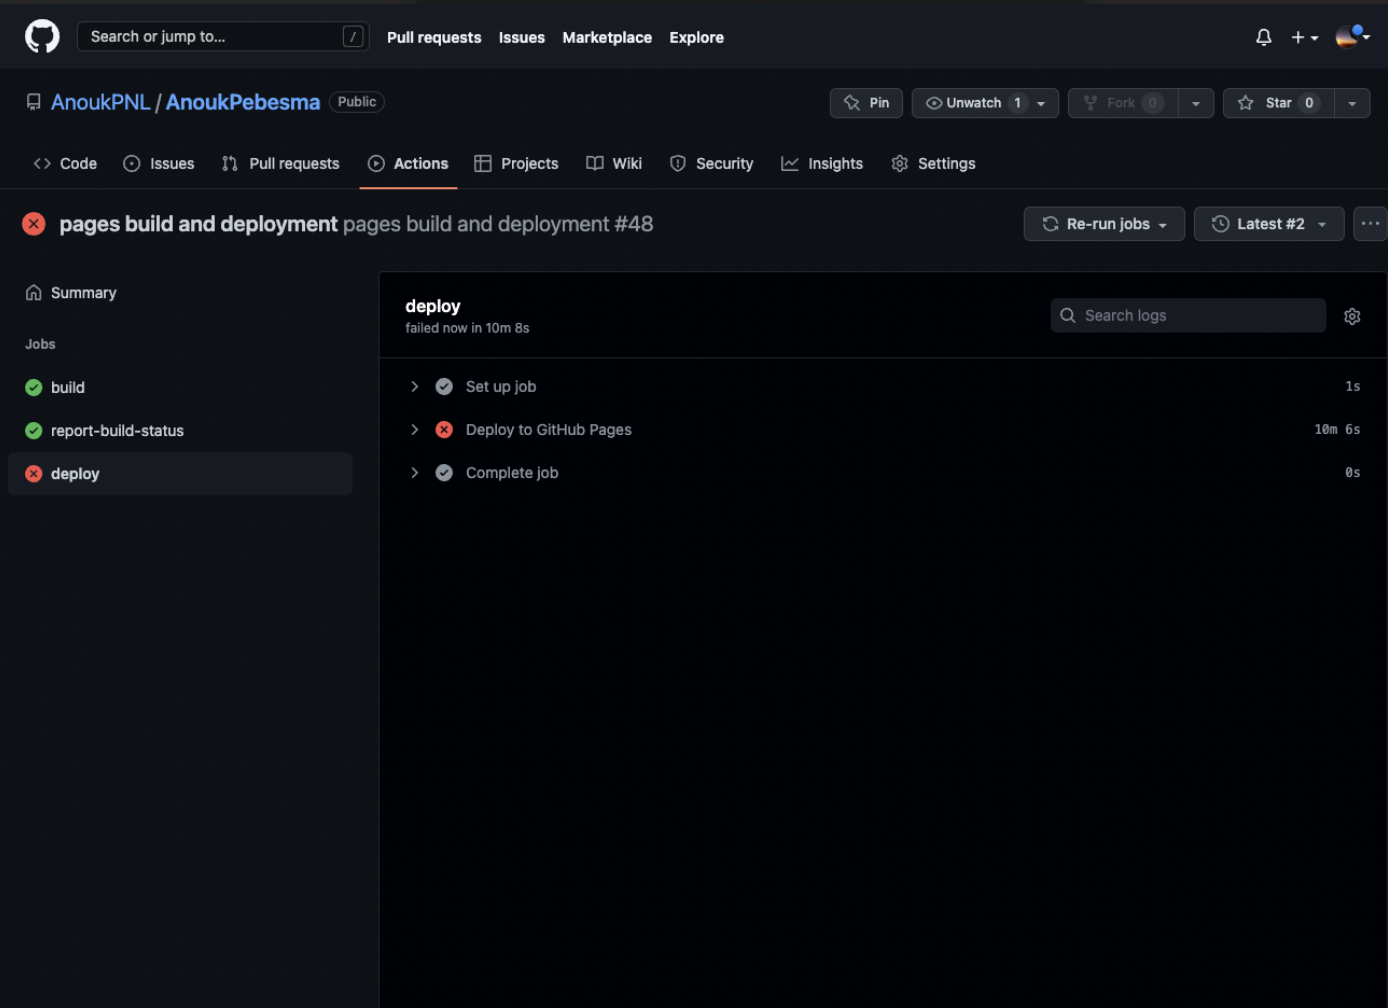 Search or jump to... /
Pull requests Issues Marketplace Explore
AnoukPNL / AnoukPebesma Public
Pin Unwatch 1 Fork 0 Star 0
Code Issues Pull requests Actions Projects Wiki Security Insights Settings
pages build and deployment pages build and deployment #48
Re-run jobs Latest #2 ...
Summary
Jobs
build
report-build-status
deploy
deploy
failed now in 10m 8s
Search logs
Set up job 1s
Deploy to GitHub Pages 10m 6s
Complete job 0s